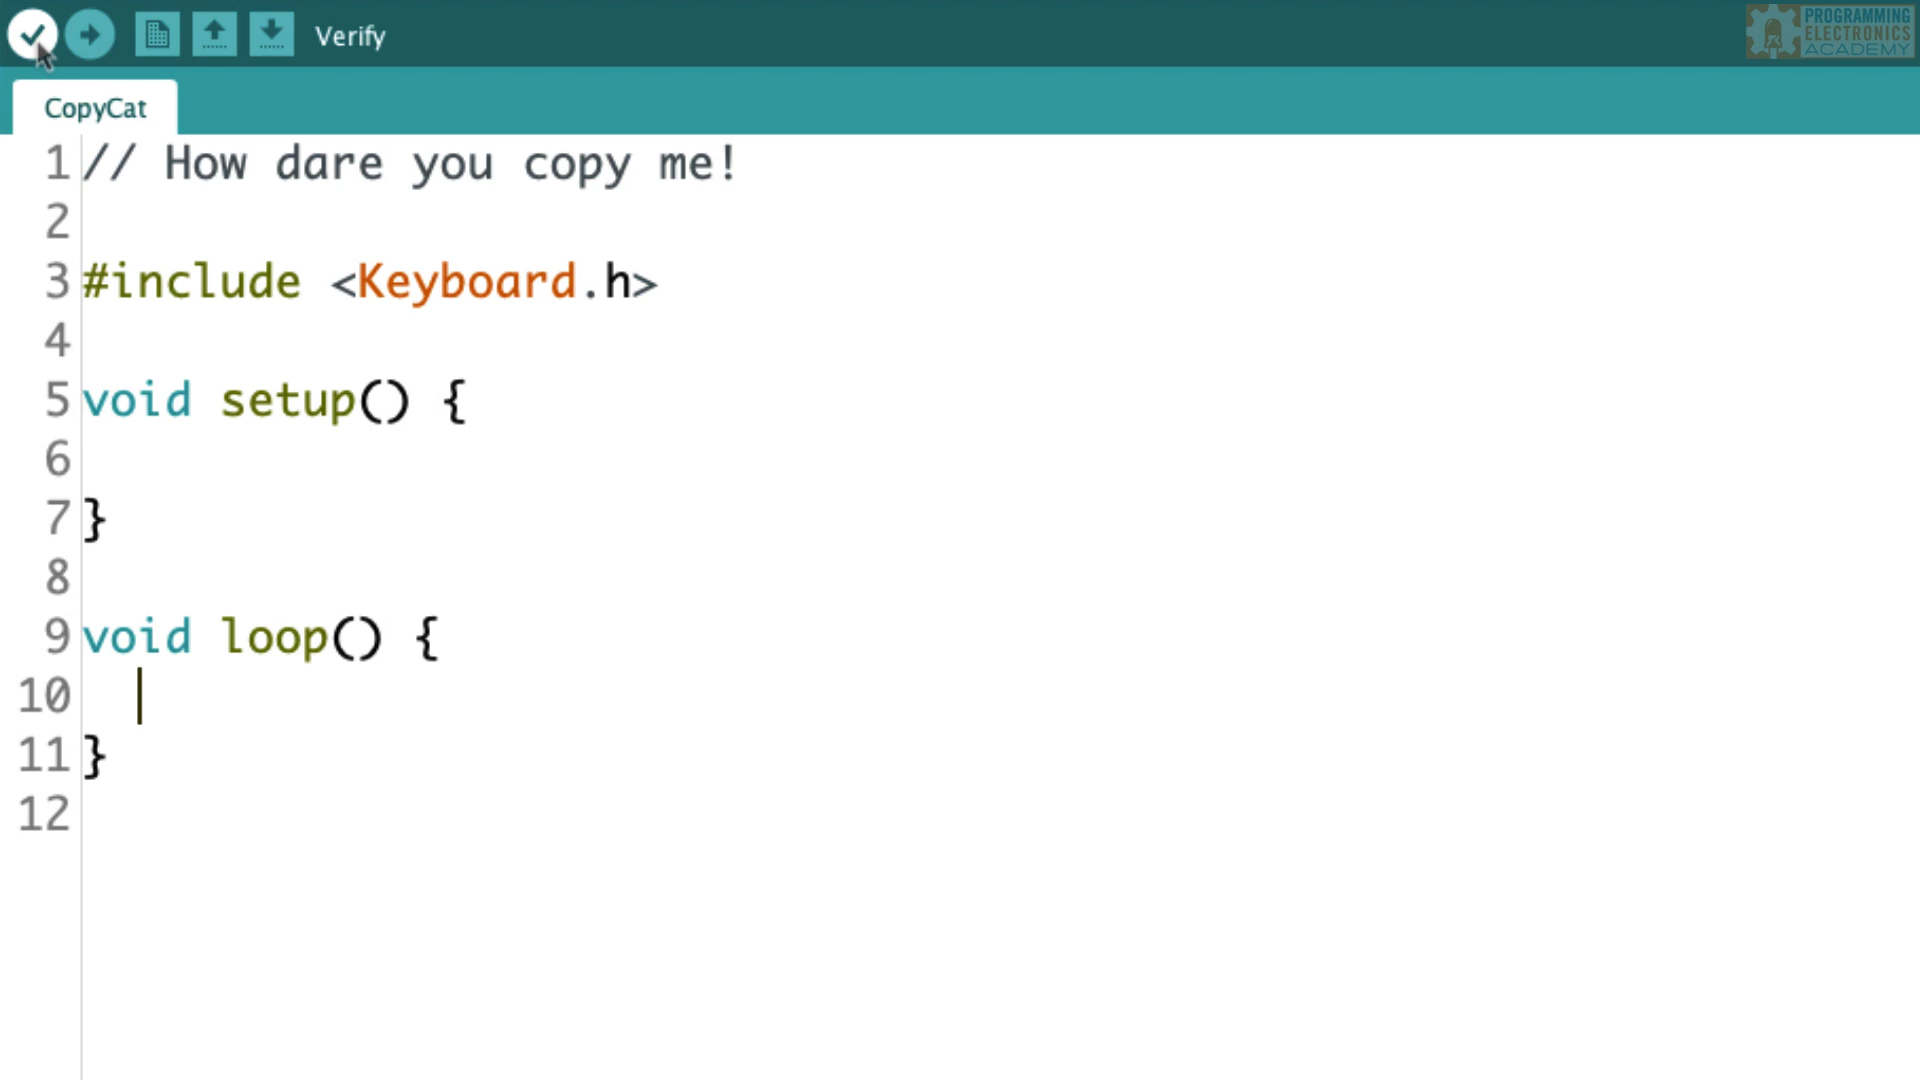 Verify
PROGRAMMING
ELECTRONICS
ACADEMY
CopyCat
1 // How dare you copy me!
2
3 #include <Keyboard.h>
4
5 void setup() {
6
7 }
8
9 void loop() {
10
11 }
12